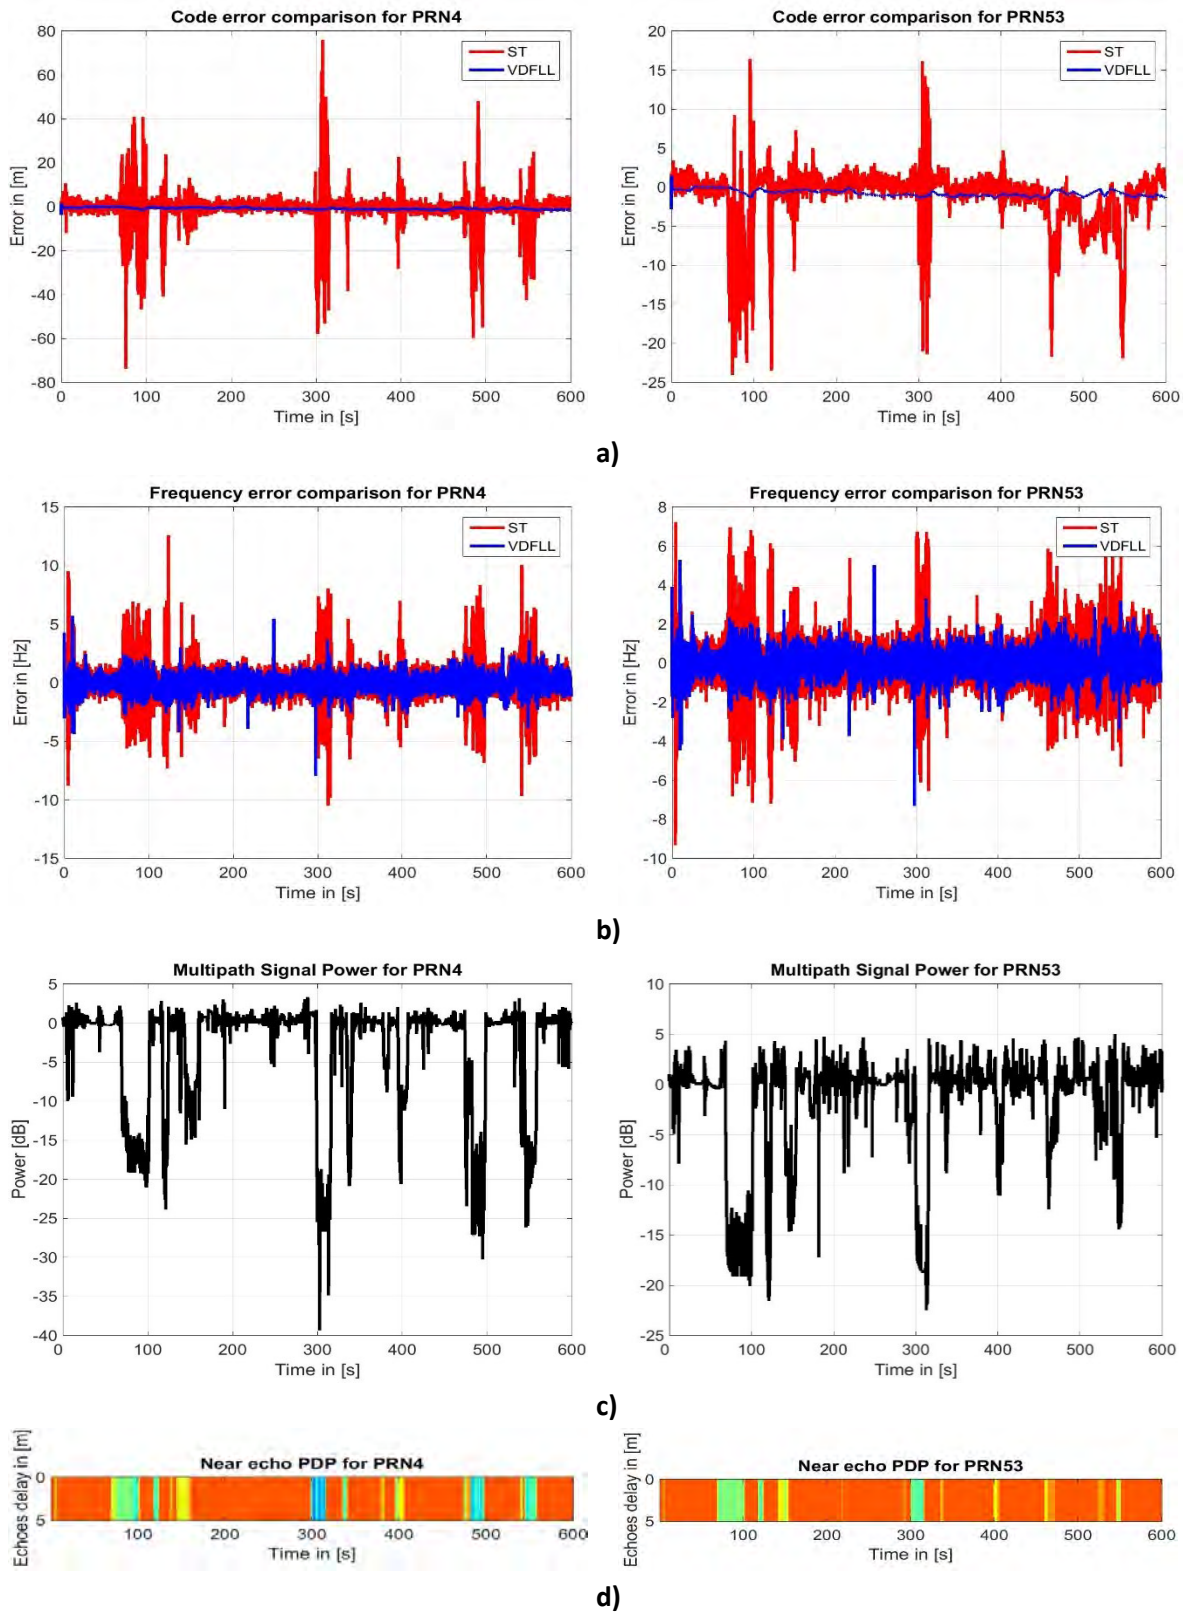 Code error comparison for PRN4
80
60
40
20
0
-20
-40
-60
-80
Error in [m]
ST
VDFLL
0 100 200 300 400 500 600
Time in [s]
Code error comparison for PRN53
20
15
10
5
0
-5
-10
-15
-20
-25
Error in [m]
ST
VDFLL
0 100 200 300 400 500 600
Time in [s]
a)
Frequency error comparison for PRN4
15
10
5
0
-5
-10
-15
Error in [Hz]
ST
VDFLL
0 100 200 300 400 500 600
Time in [s]
Frequency error comparison for PRN53
8
6
4
2
0
-2
-4
-6
-8
-10
Error in [Hz]
ST
VDFLL
0 100 200 300 400 500 600
Time in [s]
b)
Multipath Signal Power for PRN4
5
0
-5
-10
-15
-20
-25
-30
-35
-40
Power [dB]
0 100 200 300 400 500 600
Time in [s]
Multipath Signal Power for PRN53
10
5
0
-5
-10
-15
-20
-25
Power [dB]
0 100 200 300 400 500 600
Time in [s]
c)
Near echo PDP for PRN4
Echoes delay in [m]
0
5
100 200 300 400 500 600
Time in [s]
Near echo PDP for PRN53
Echoes delay in [m]
0
5
100 200 300 400 500 600
Time in [s]
d)